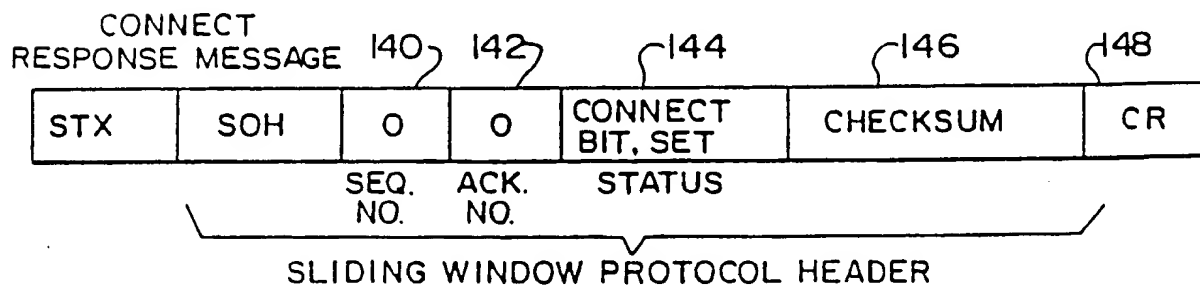 CONNECT
RESPONSE MESSAGE 140 142 144 146 148
STX SOH 0 0 CONNECT BIT, SET CHECKSUM CR
SEQ. NO. ACK. NO. STATUS
SLIDING WINDOW PROTOCOL HEADER